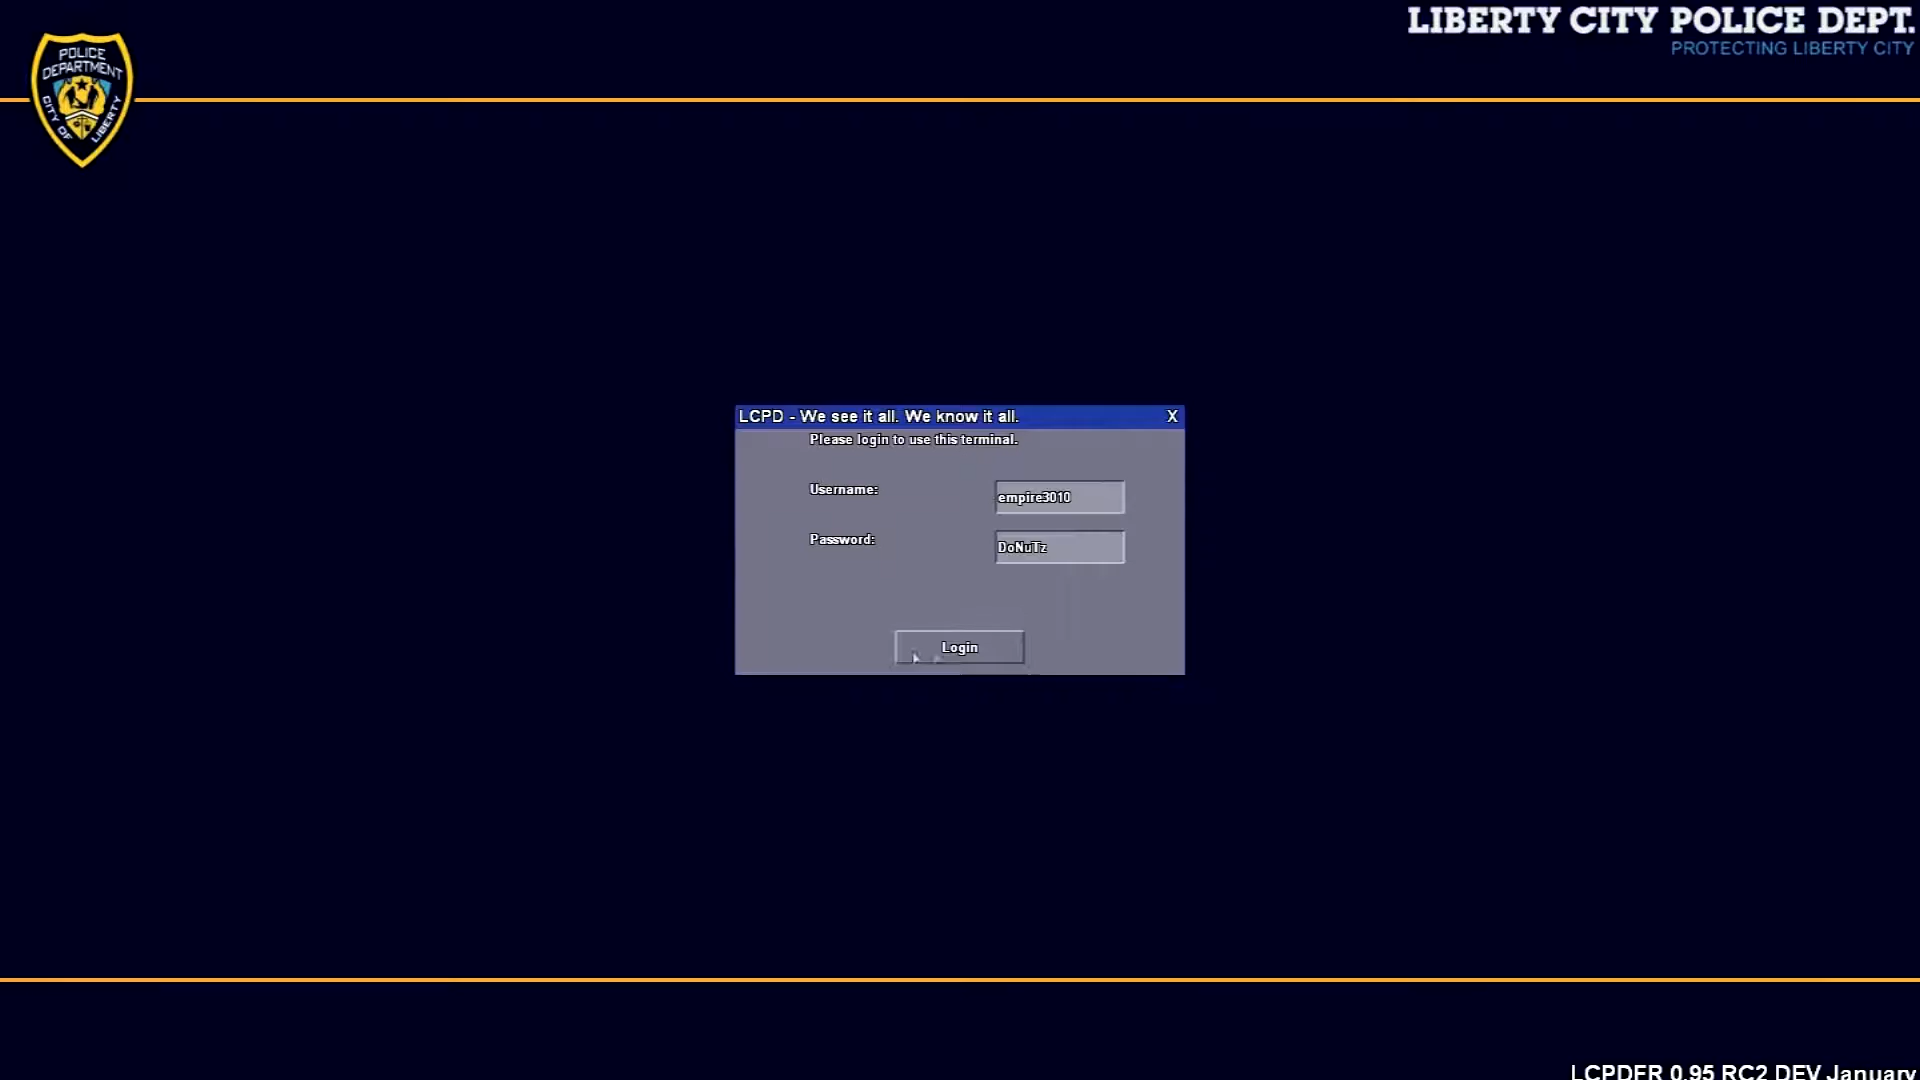 LIBERTY CITY POLICE DEPT.
PROTECTING LIBERTY CITY
POLICE
DEPARTMENT
CITY OF LIBERTY
LCPD - We see it all. We know it all. X
Please login to use this terminal.
Username: empire3010
Password: DoNuTz
Login
LCPDFR 0.95 RC2 DEV January